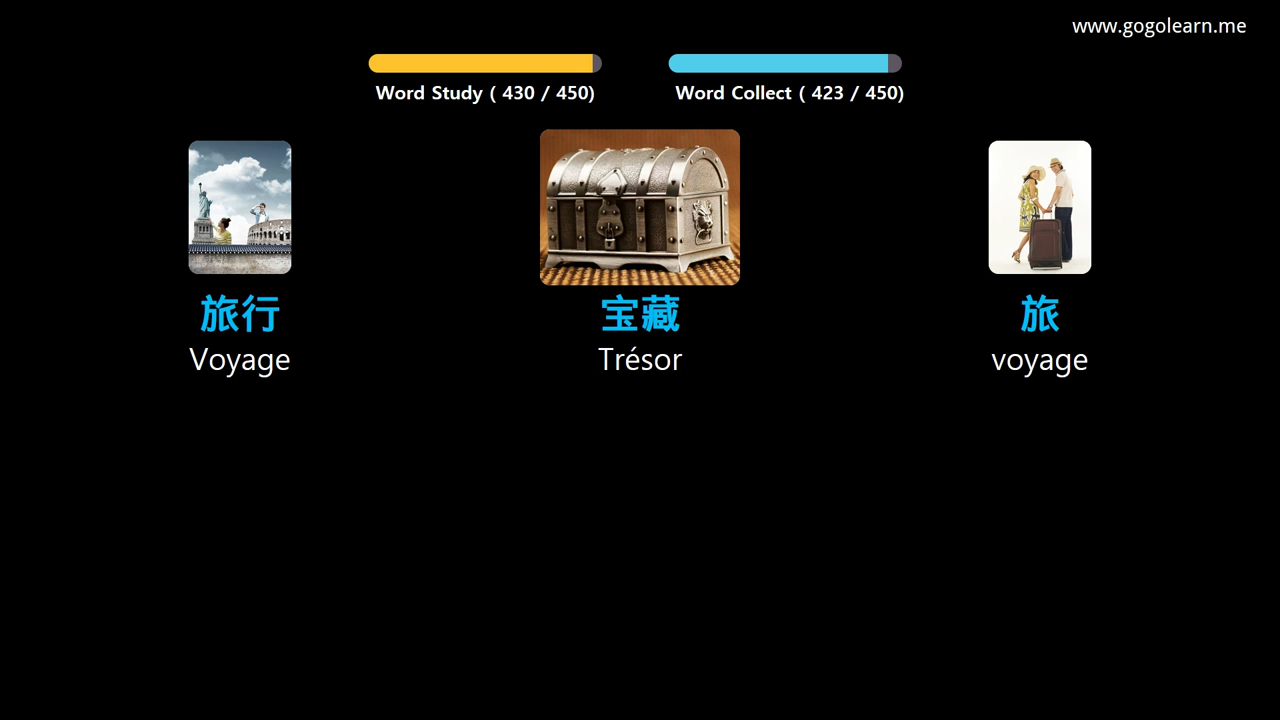 www.gogolearn.me
Word Study ( 430 / 450)
Word Collect ( 423 / 450)
旅行
宝藏
旅
Voyage
Trésor
voyage